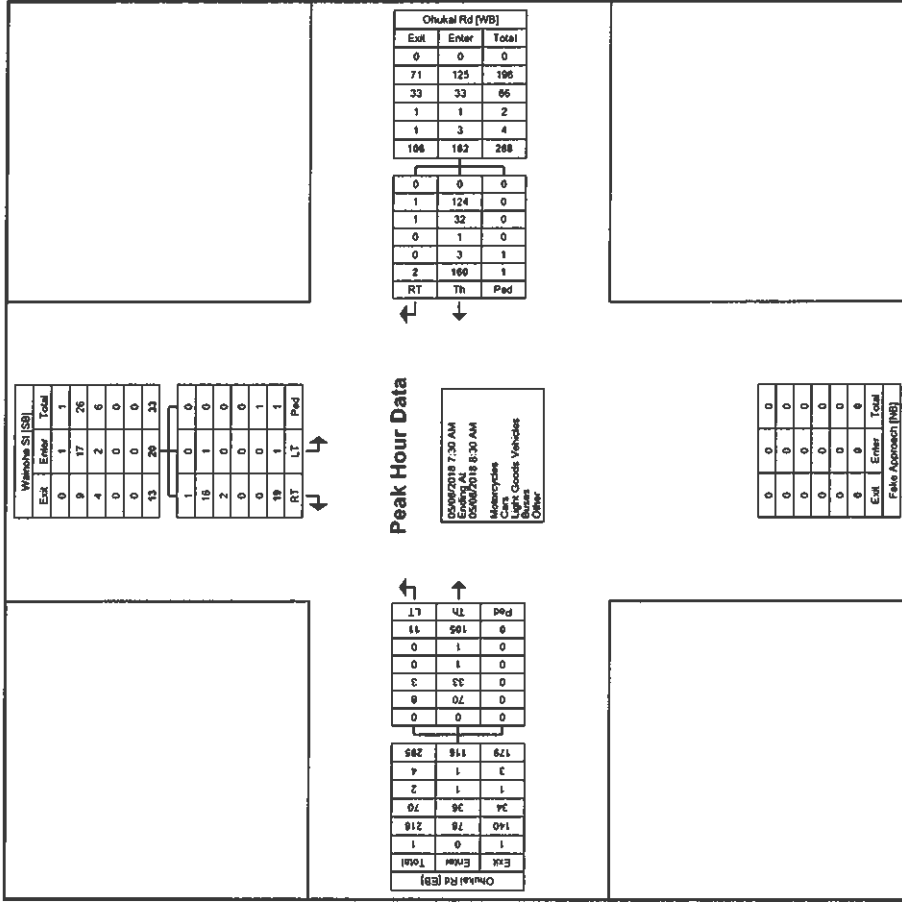 Wainohe St [SB]
Exit Enter Total
0 1 1
9 17 26
4 2 6
0 0 0
0 0 0
13 20 33
1 0 0
16 1 0
2 0 0
0 0 0
0 0 1
19 1 1
RT LT Ped
Ohukai Rd [WB]
Exit Enter Total
0 0 0
71 125 196
33 33 66
1 1 2
1 3 4
106 162 268
0 0 0
1 124 0
1 32 0
0 1 0
0 3 1
2 160 1
RT Th Ped
Peak Hour Data
05/08/2018 7:30 AM
Ending At
05/08/2018 8:30 AM
Motorcycles
Cars
Light Goods Vehicles
Buses
Other
Ohukai Rd [EB]
Exit Enter Total
1 0 1
140 78 218
34 36 70
1 1 2
3 1 4
179 116 295
0 0 0
0 70 8
0 33 3
0 1 0
0 1 0
0 105 11
Ped Th LT
0 0 0
0 0 0
0 0 0
0 0 0
0 0 0
0 0 0
Exit Enter Total
Fake Approach [NB]